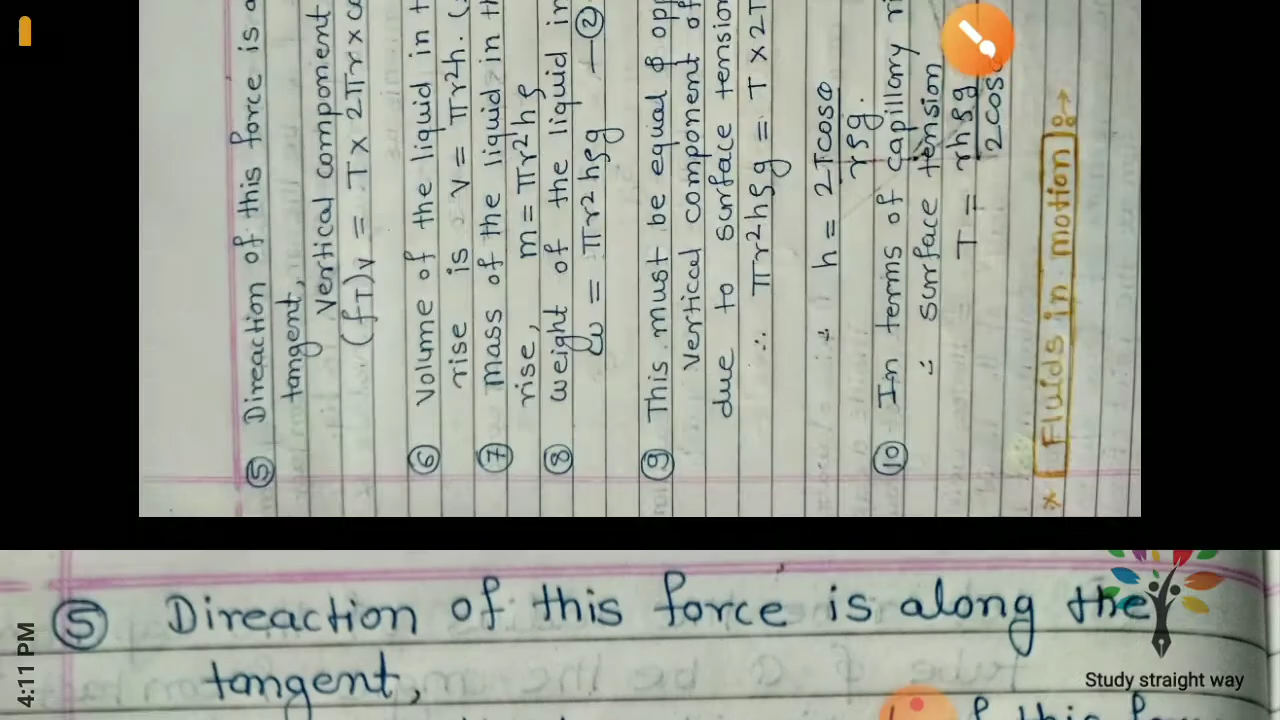 ⑤ Direaction of this force is a
tangent,
Vertical component
(fT)v = T x 2πr x co
⑥ Volume of the liquid in t
rise is v = πr²h.
⑦ mass of the liquid in th
rise, m = πr²hρ
⑧ weight of the liquid in
w = πr²hρg —②
⑨ This must be equal & opp
vertical component of
due to surface tension
∴ πr²hρg = T x 2π
∴ h = 2Tcosθ
rρg.
⑩ In terms of capillary ri
∴ surface tension
T = rhρg
2cosθ
* Fluids in motion :→
4:11 PM
⑤ Direaction of this force is along the
tangent,
Study straight way